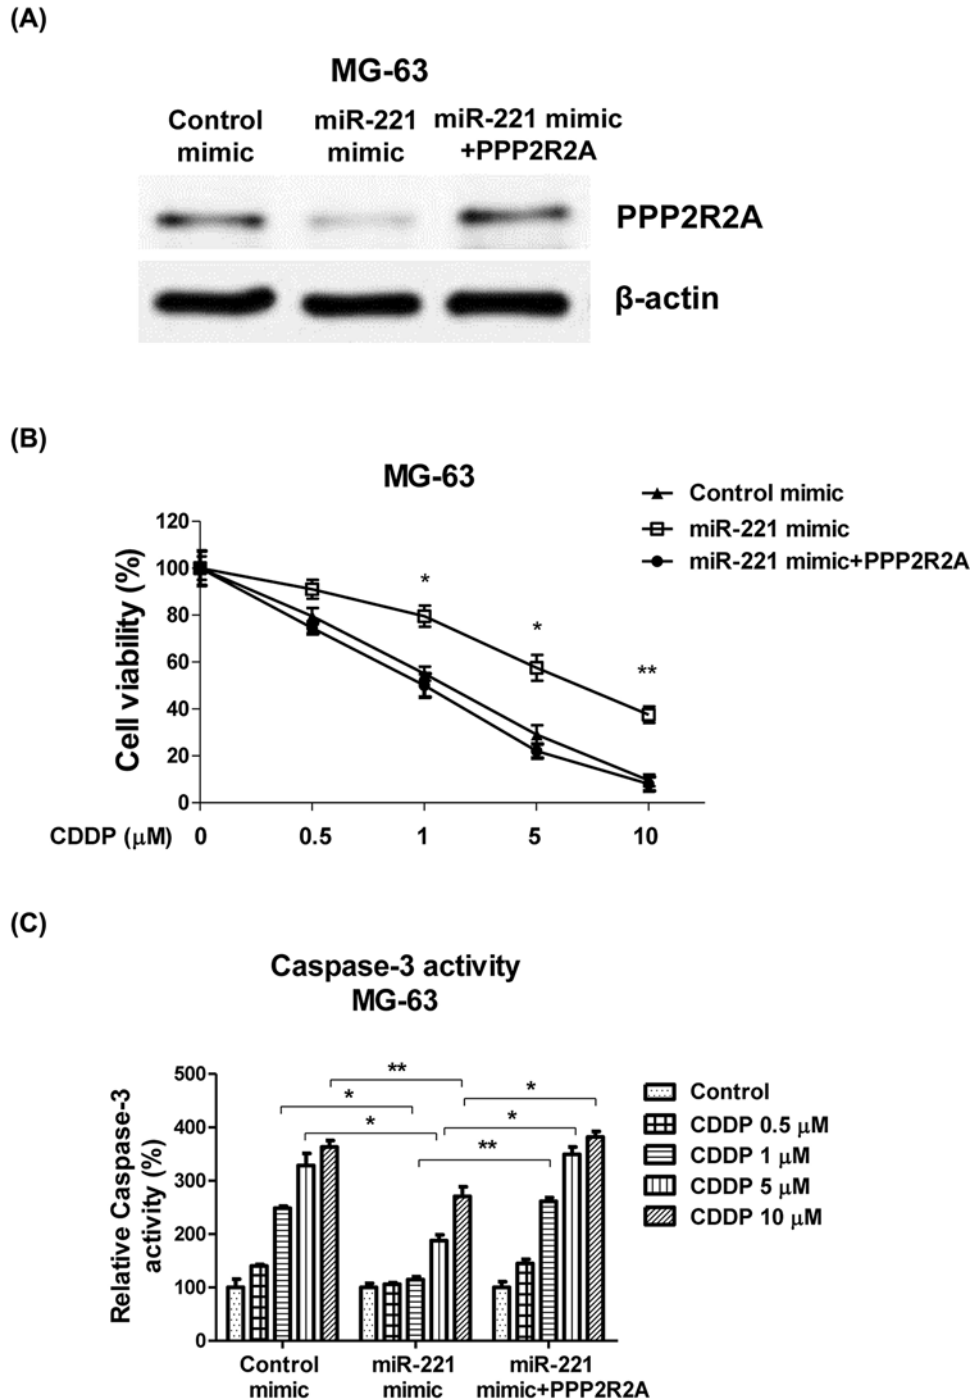 (A)
MG-63
Control
mimic
miR-221
mimic
miR-221 mimic
+PPP2R2A
PPP2R2A
β-actin
(B)
MG-63
Control mimic
miR-221 mimic
miR-221 mimic+PPP2R2A
Cell viability (%)
120
100
80
60
40
20
0
*
*
**
CDDP (μM) 0 0.5 1 5 10
(C)
Caspase-3 activity
MG-63
Relative Caspase-3
activity (%)
500
400
300
200
100
0
**
*
*
*
*
**
Control
CDDP 0.5 μM
CDDP 1 μM
CDDP 5 μM
CDDP 10 μM
Control
mimic
miR-221
mimic
miR-221
mimic+PPP2R2A